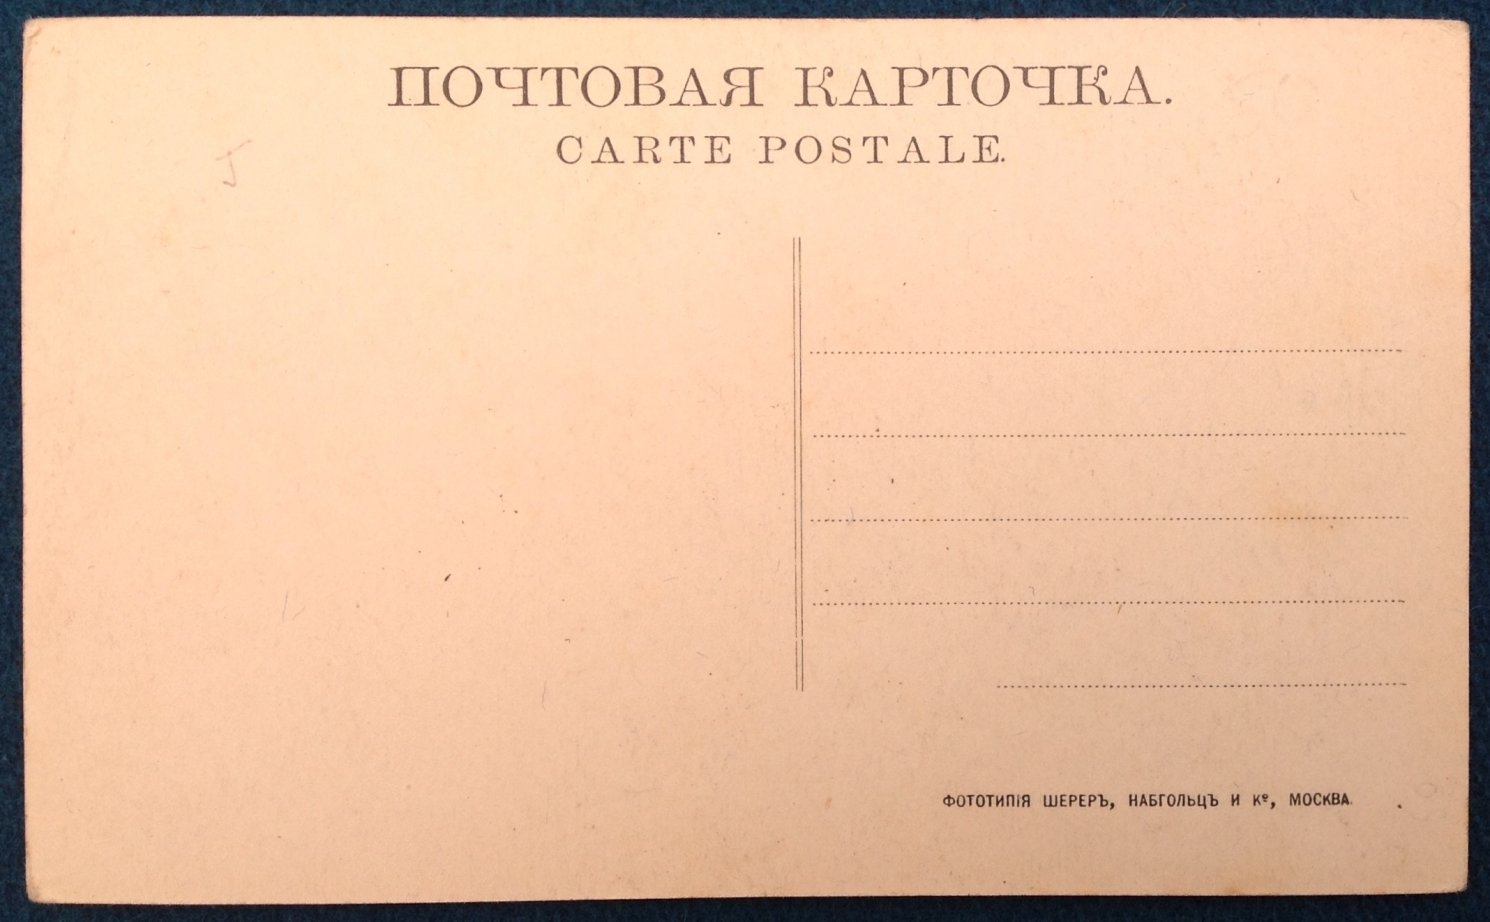 ПОЧТОВАЯ КАРТОЧКА.
CARTE POSTALE.
J
ФОТОТИПІЯ ШЕРЕРЪ, НАБГОЛЬЦЪ И Кº, МОСКВА.